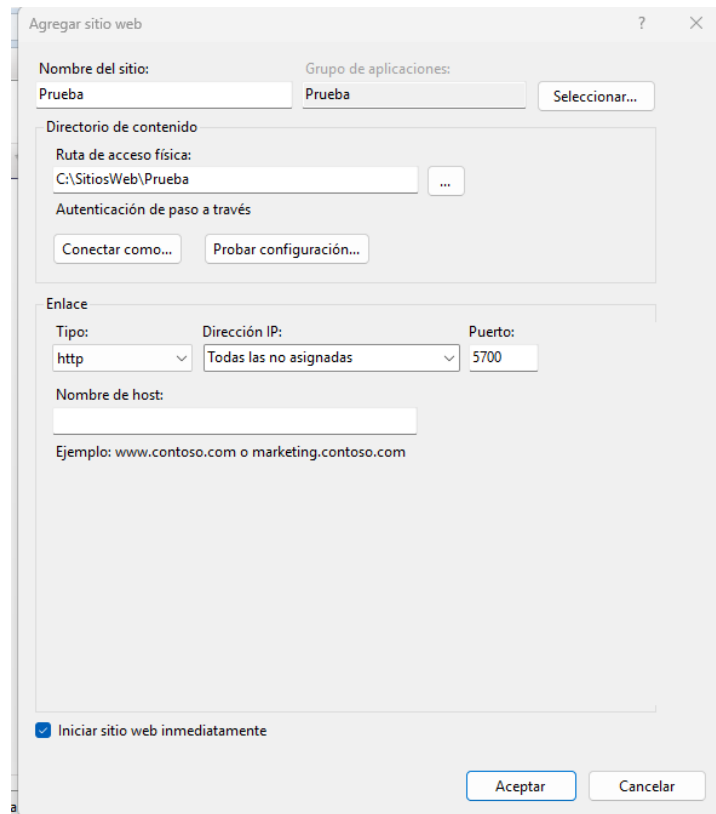 Agregar sitio web ? ×
Nombre del sitio: Grupo de aplicaciones:
Prueba Prueba Seleccionar...
Directorio de contenido
Ruta de acceso física:
C:\SitiosWeb\Prueba ...
Autenticación de paso a través
Conectar como... Probar configuración...
Enlace
Tipo: Dirección IP: Puerto:
http Todas las no asignadas 5700
Nombre de host:
Ejemplo: www.contoso.com o marketing.contoso.com
Iniciar sitio web inmediatamente
Aceptar Cancelar
a